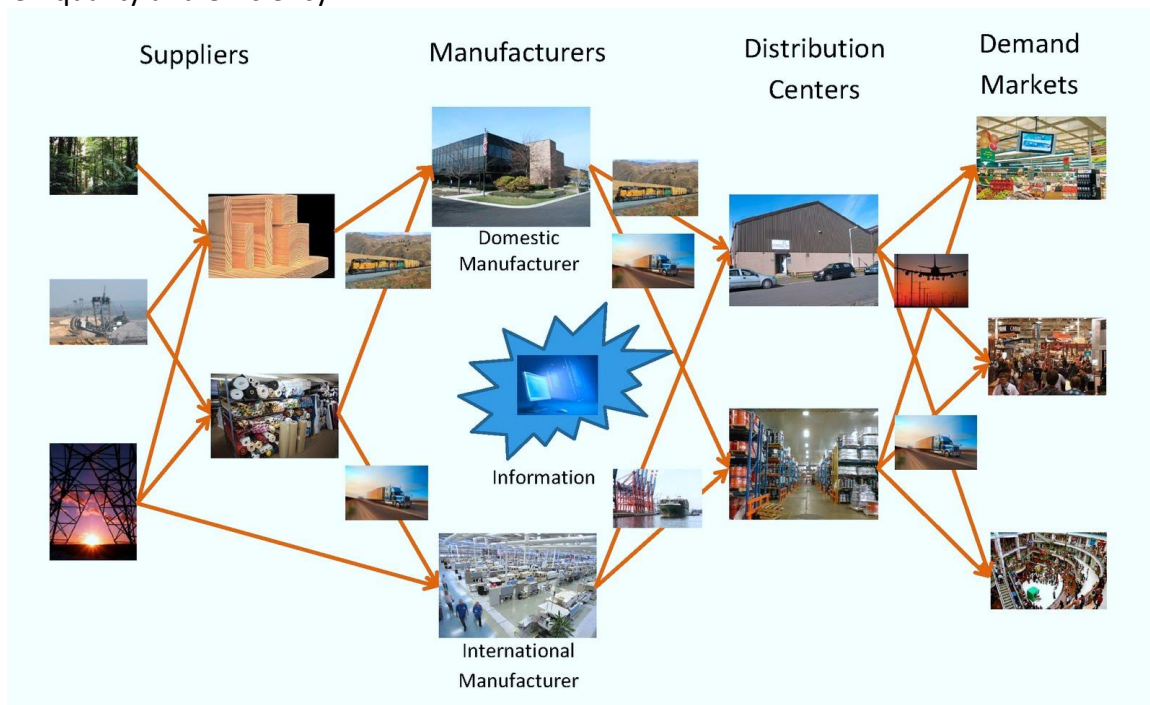 Suppliers
Manufacturers
Distribution
Centers
Demand
Markets
Domestic
Manufacturer
Information
International
Manufacturer